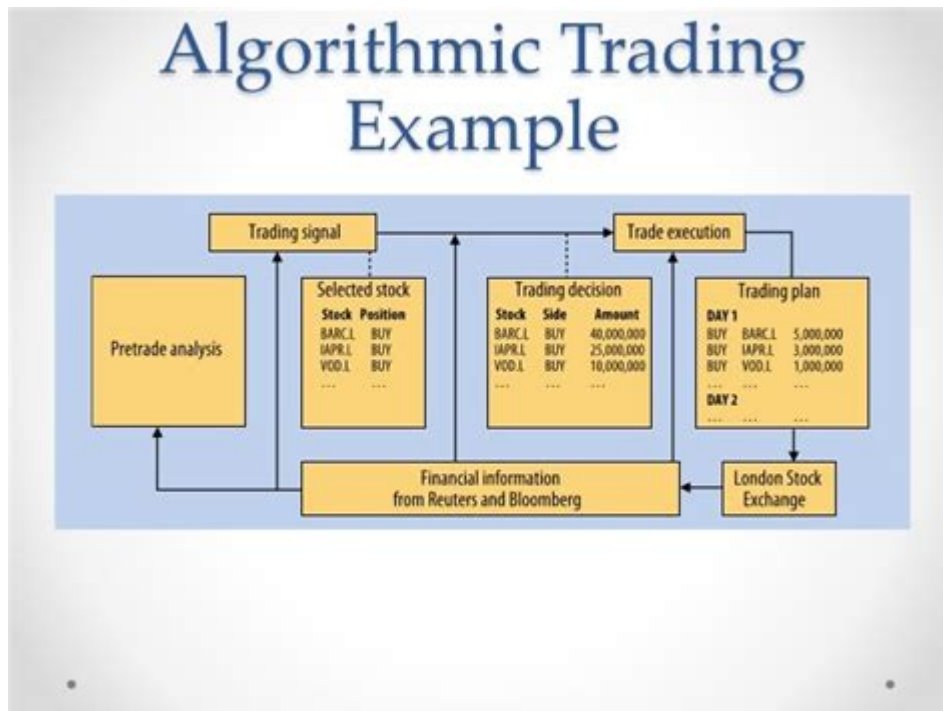 Algorithmic Trading
Example
Trading signal
Trade execution
Pretrade analysis
Selected stock
Stock Position
BARC.L BUY
IAPR.L BUY
VOD.L BUY
... ...
Trading decision
Stock Side Amount
BARC.L BUY 40,000,000
IAPR.L BUY 25,000,000
VOD.L BUY 10,000,000
... ... ...
Trading plan
DAY 1
BUY BARC.L 5,000,000
BUY IAPR.L 3,000,000
BUY VOD.L 1,000,000
... ... ...
DAY 2
... ... ...
Financial information
from Reuters and Bloomberg
London Stock
Exchange